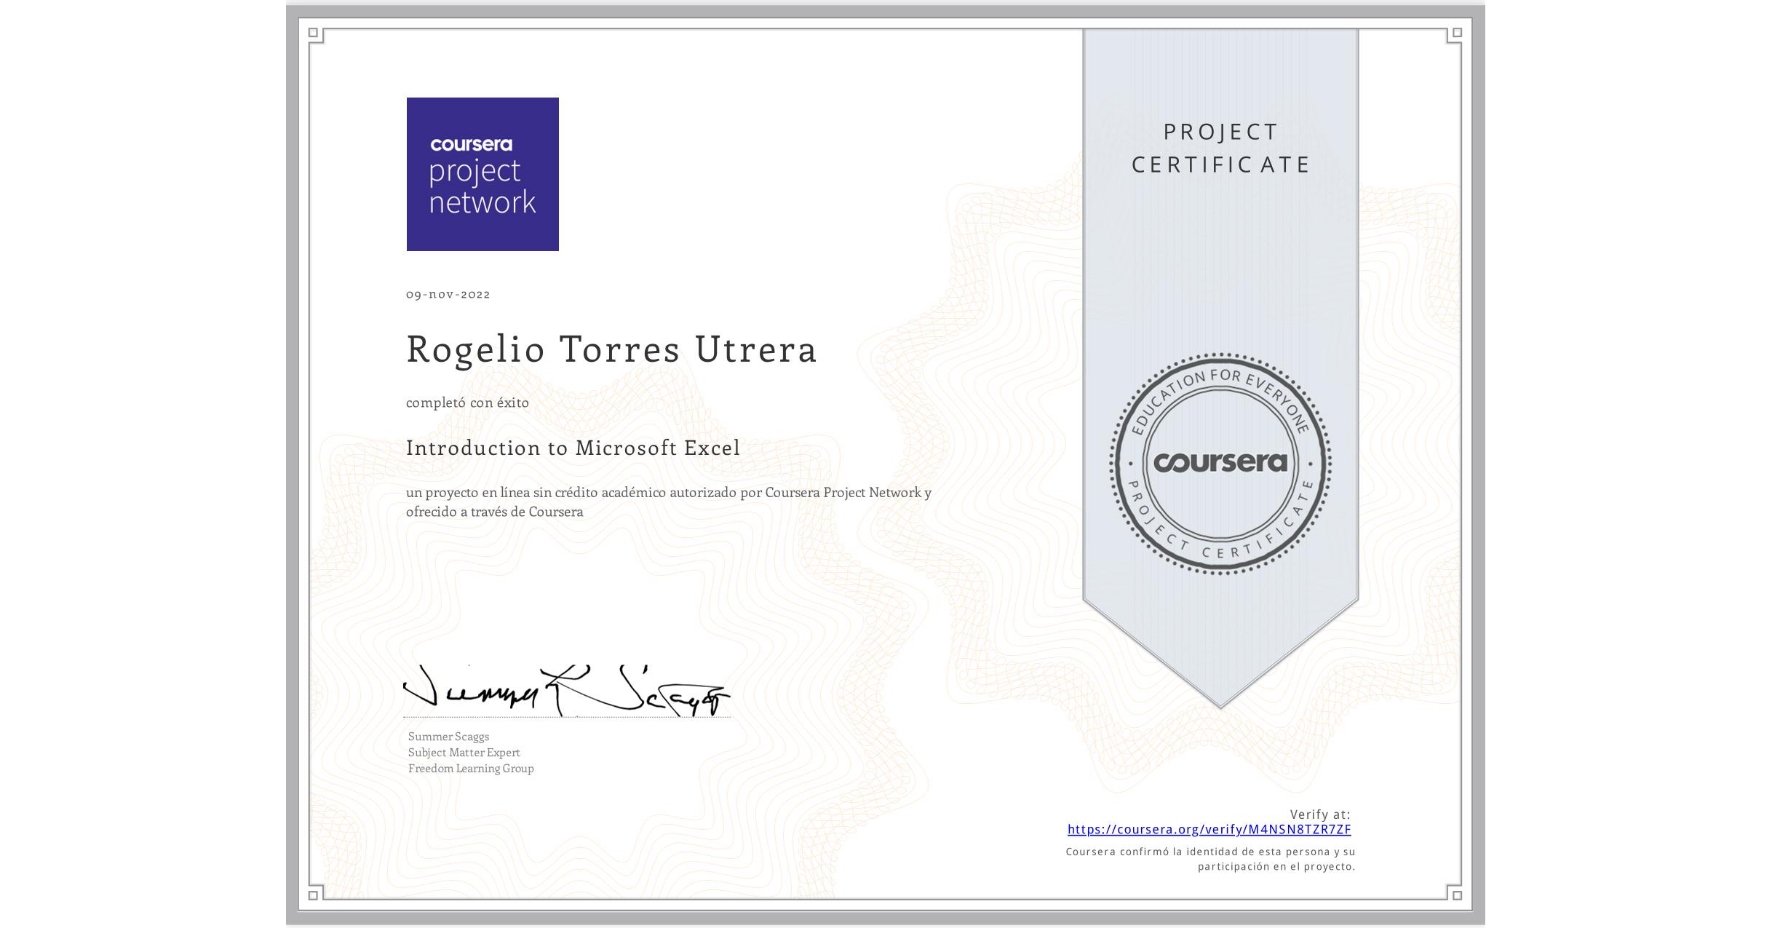 coursera
project
network
PROJECT
CERTIFICATE
09-nov-2022
Rogelio Torres Utrera
completó con éxito
Introduction to Microsoft Excel
un proyecto en línea sin crédito académico autorizado por Coursera Project Network y
ofrecido a través de Coursera
EDUCATION FOR EVERYONE
coursera
PROJECT CERTIFICATE
Summer Scaggs
Subject Matter Expert
Freedom Learning Group
Verify at:
https://coursera.org/verify/M4NSN8TZR7ZF
Coursera confirmó la identidad de esta persona y su
participación en el proyecto.